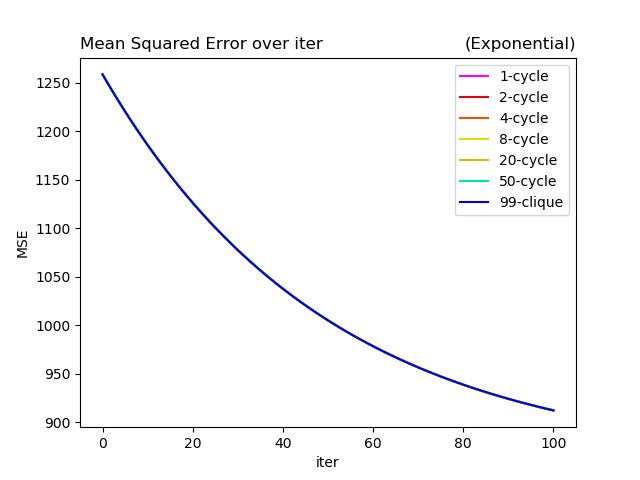 Mean Squared Error over iter (Exponential)
1250
1200
1150
1100
1050
1000
950
900
MSE
1-cycle
2-cycle
4-cycle
8-cycle
20-cycle
50-cycle
99-clique
0 20 40 60 80 100
iter